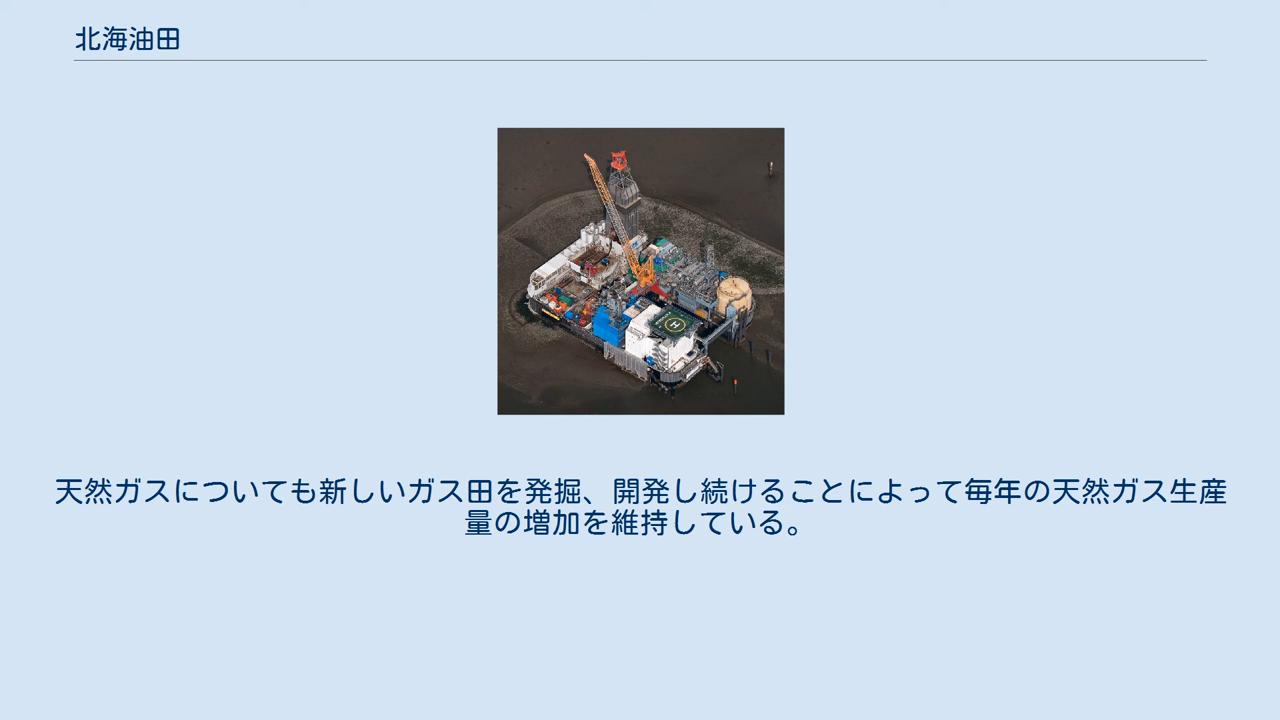 北海油田
H
天然ガスについても新しいガス田を発掘、開発し続けることによって毎年の天然ガス生産
量の増加を維持している。